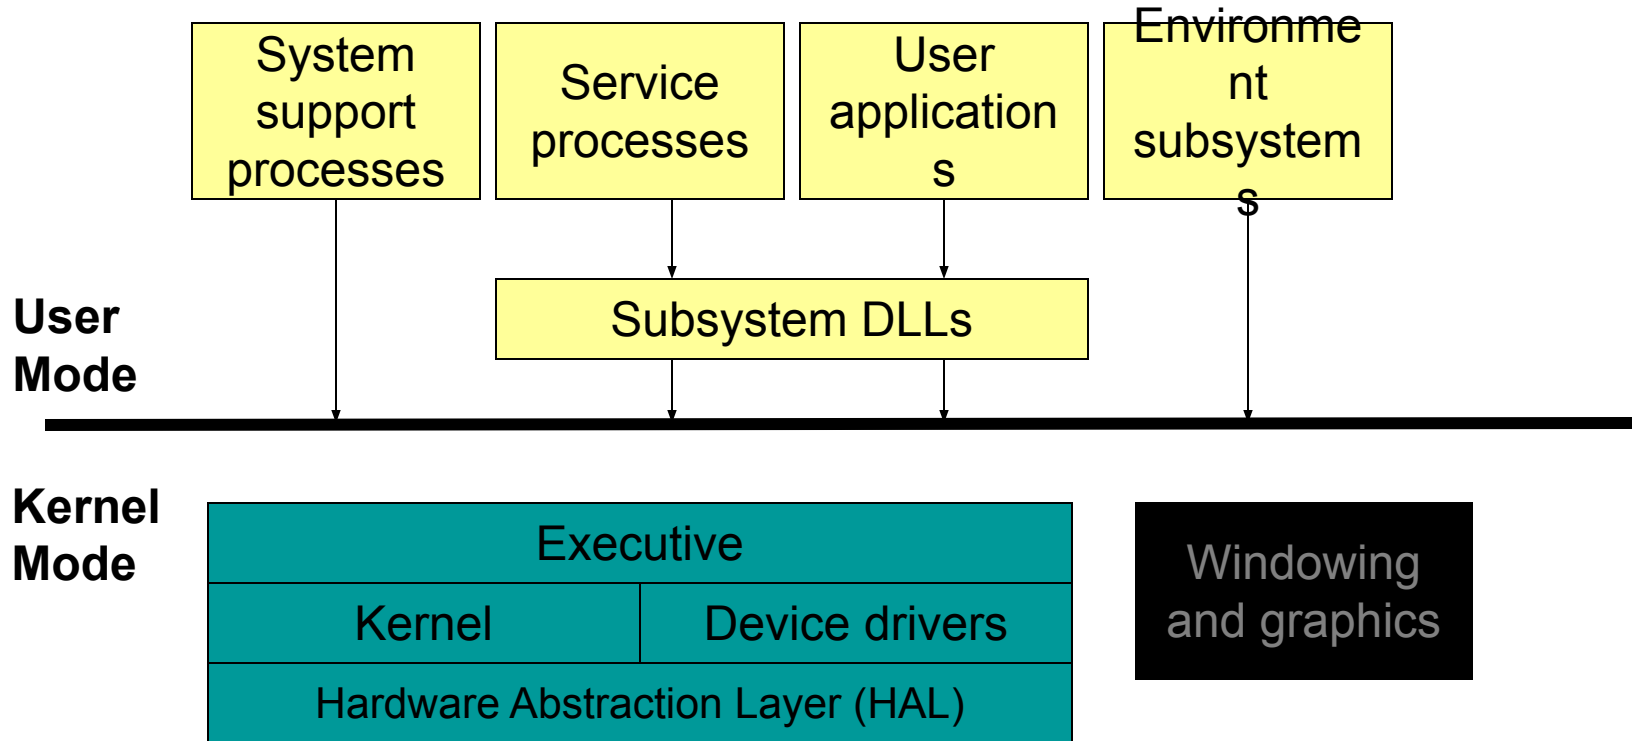 System
support
processes
Service
processes
User
application
s
Environme
nt
subsystem
s
Subsystem DLLs
User
Mode
Kernel
Mode
Executive
Kernel
Device drivers
Hardware Abstraction Layer (HAL)
Windowing
and graphics